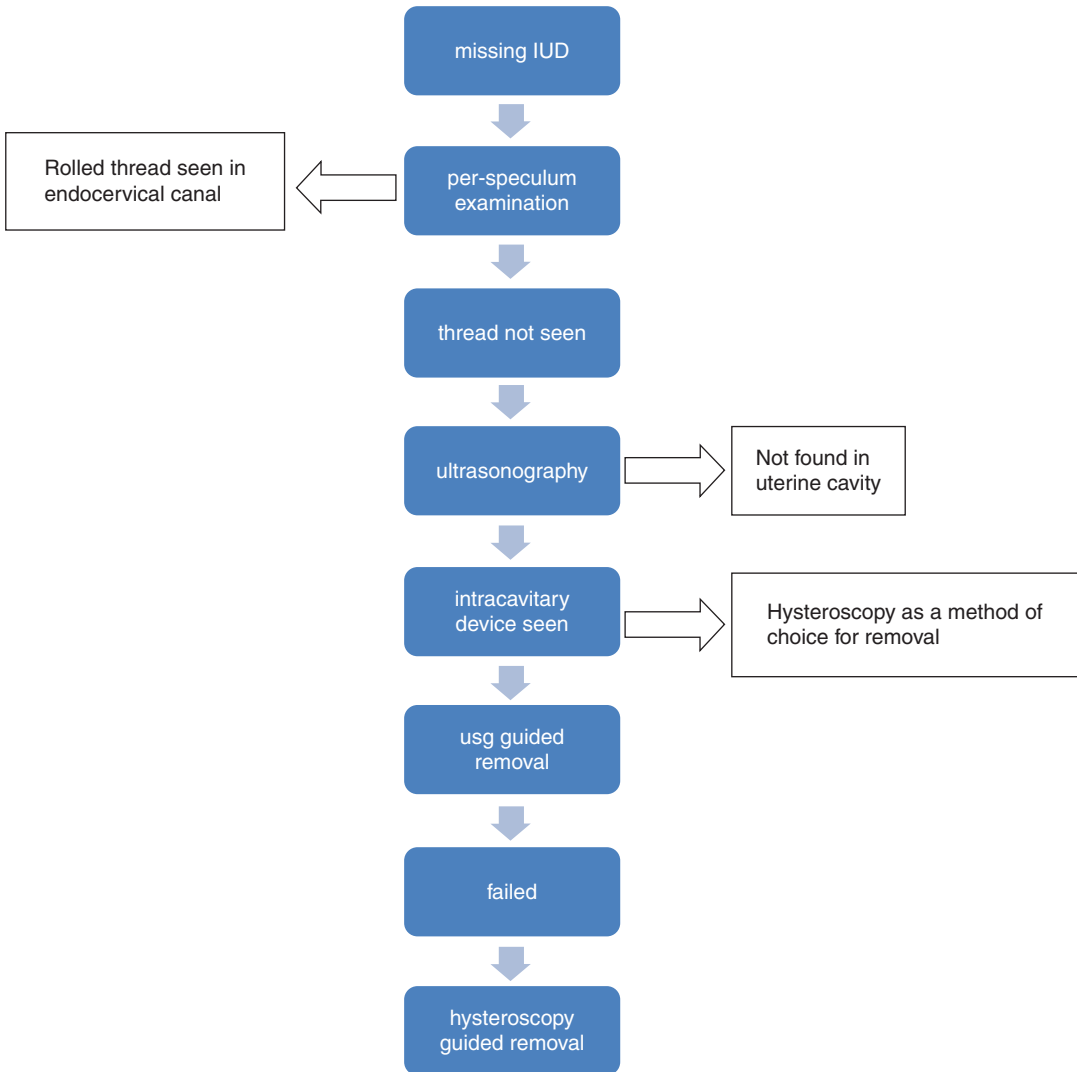 missing IUD
Rolled thread seen in
endocervical canal
per-speculum
examination
thread not seen
ultrasonography
Not found in
uterine cavity
intracavitary
device seen
Hysteroscopy as a method of
choice for removal
usg guided
removal
failed
hysteroscopy
guided removal